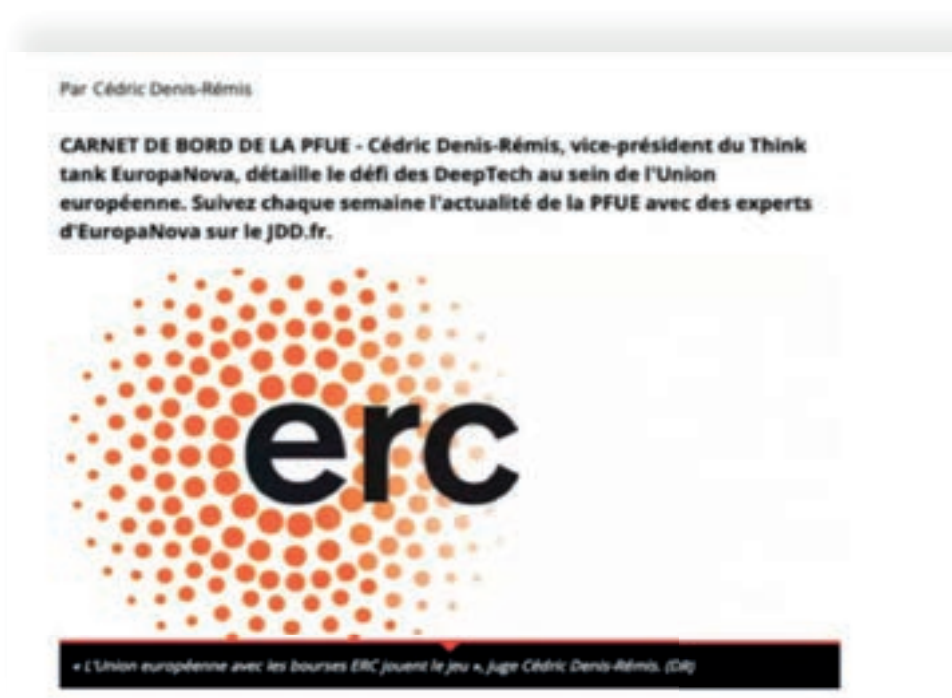 Par Cédric Denis-Rémis
CARNET DE BORD DE LA PFUE - Cédric Denis-Rémis, vice-président du Think
tank EuropaNova, détaille le défi des DeepTech au sein de l'Union
européenne. Suivez chaque semaine l'actualité de la PFUE avec des experts
d'EuropaNova sur le JDD.fr.
erc
« L'Union européenne avec les bourses ERC jouent le jeu », juge Cédric Denis-Rémis. (DR)